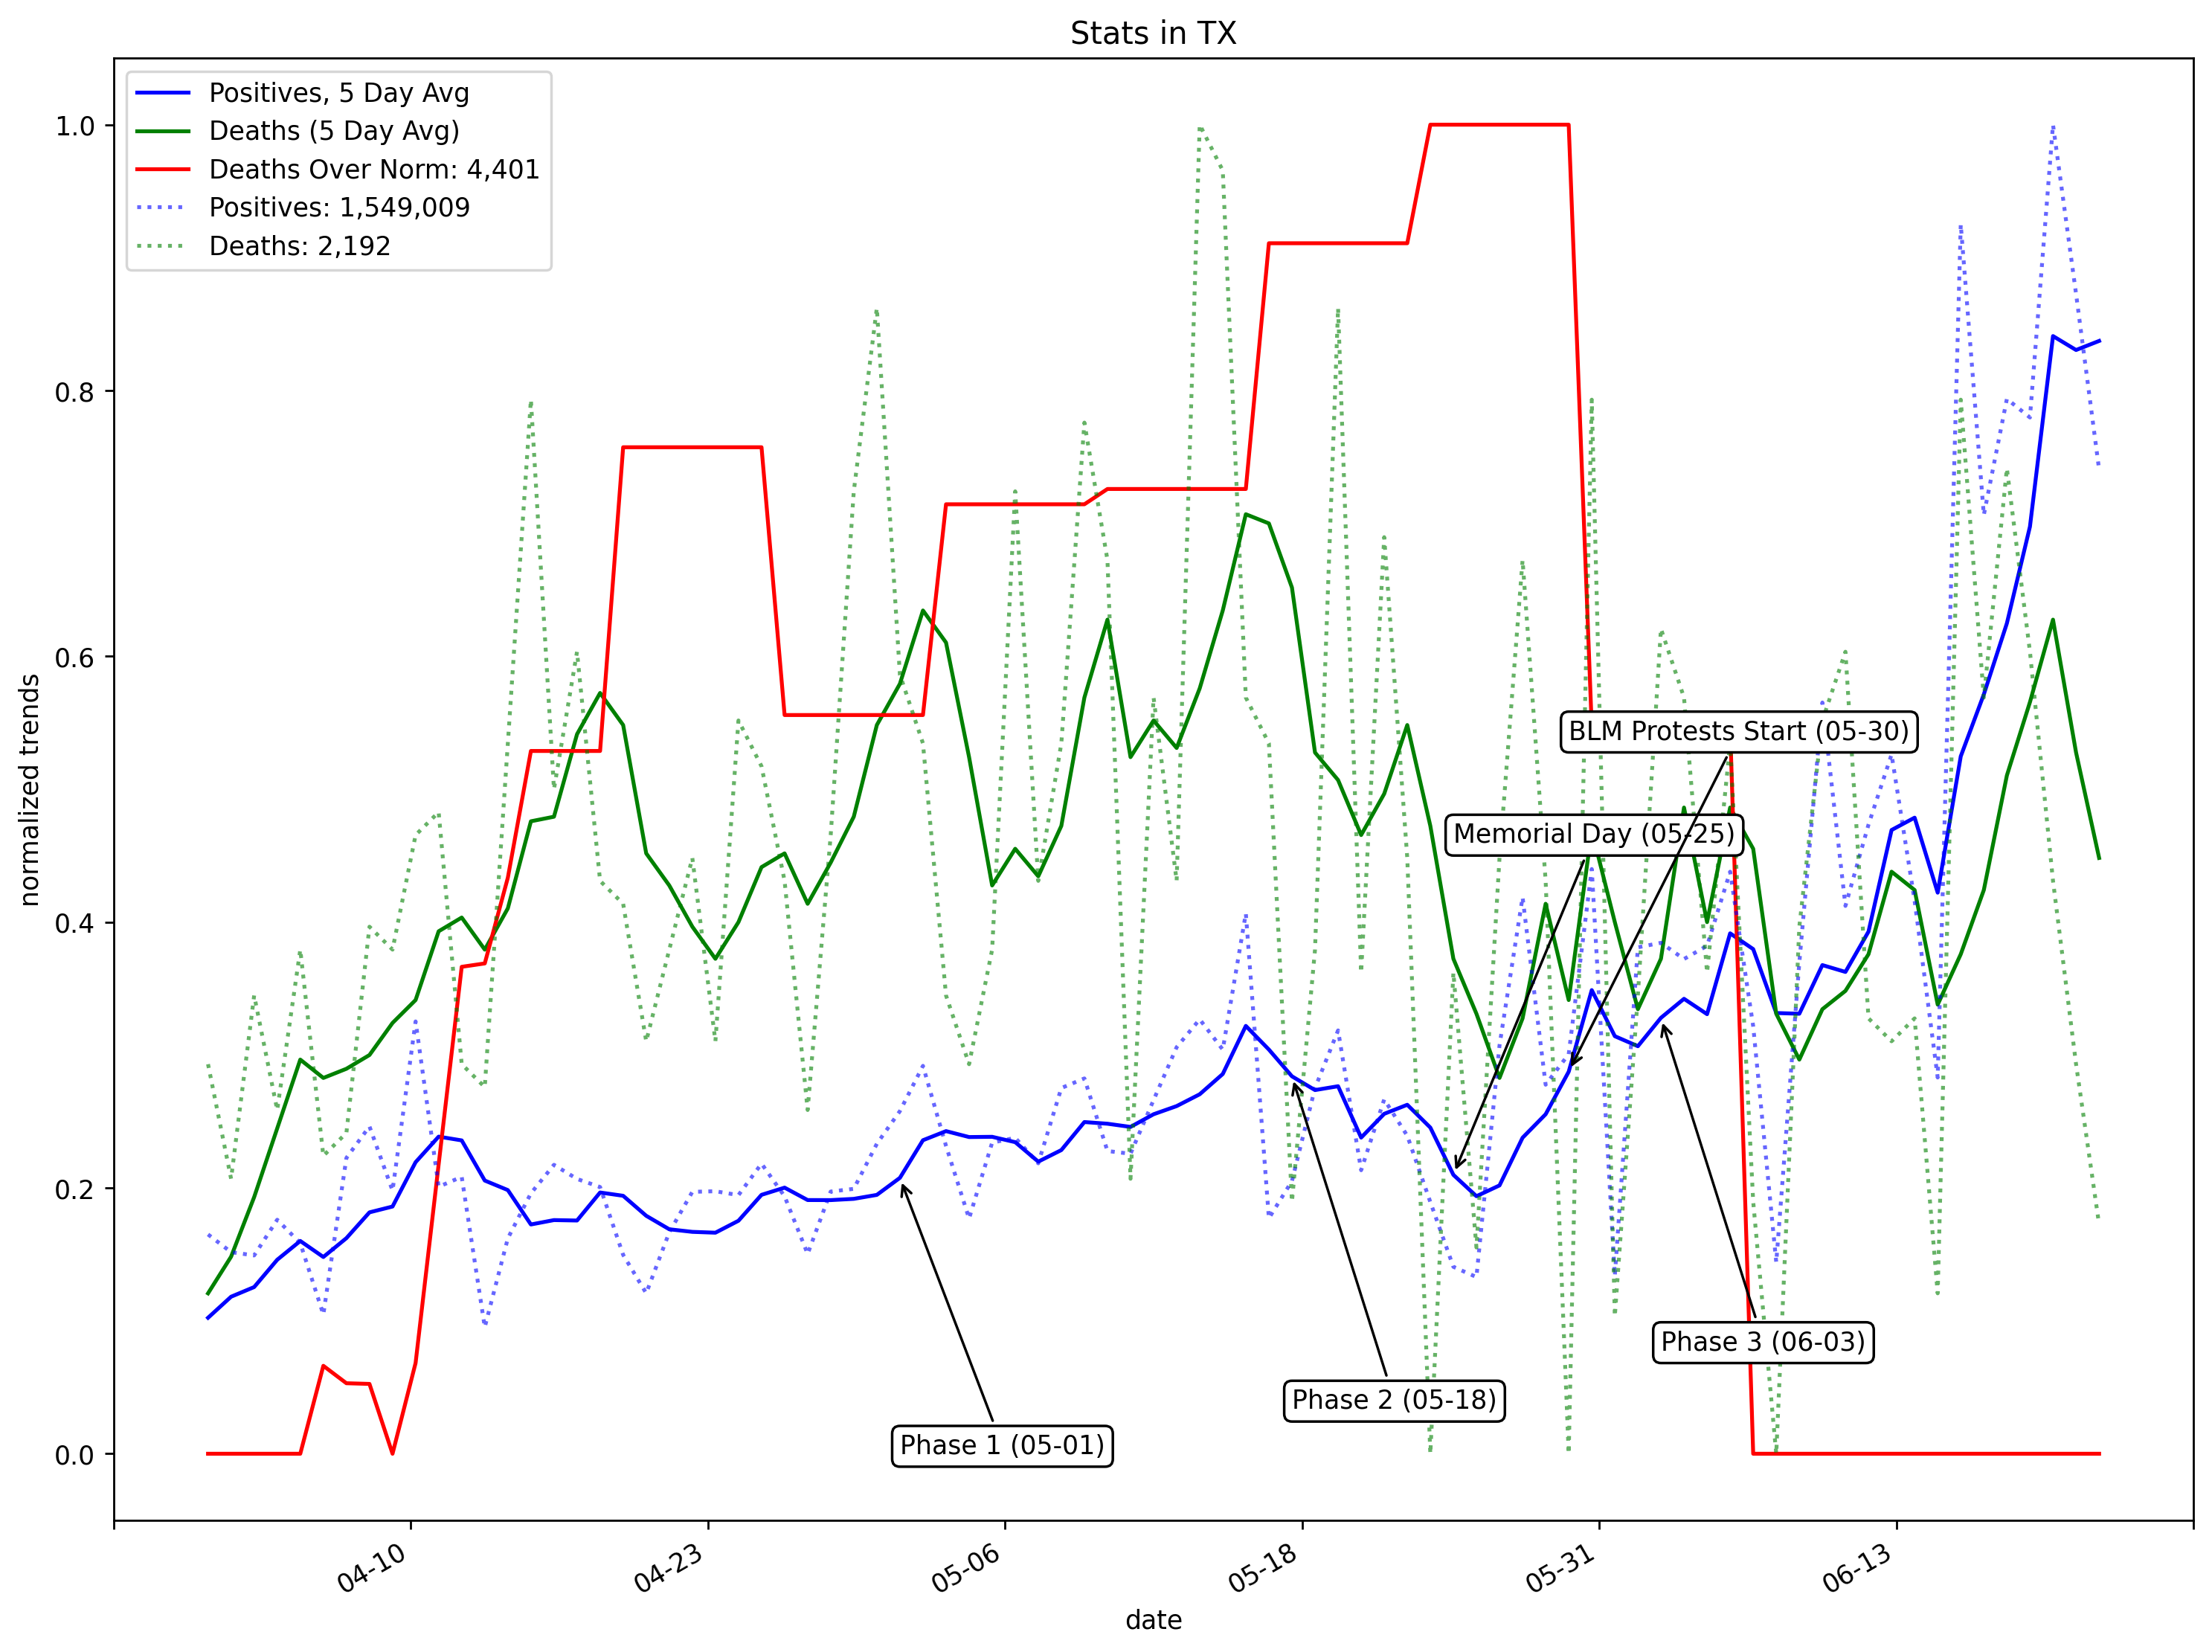 Stats in TX
Positives, 5 Day Avg
Deaths (5 Day Avg)
Deaths Over Norm: 4,401
Positives: 1,549,009
Deaths: 2,192
normalized trends
1.0
0.8
0.6
0.4
0.2
0.0
BLM Protests Start (05-30)
Memorial Day (05-25)
Phase 3 (06-03)
Phase 2 (05-18)
Phase 1 (05-01)
04-10
04-23
05-06
05-18
05-31
06-13
date